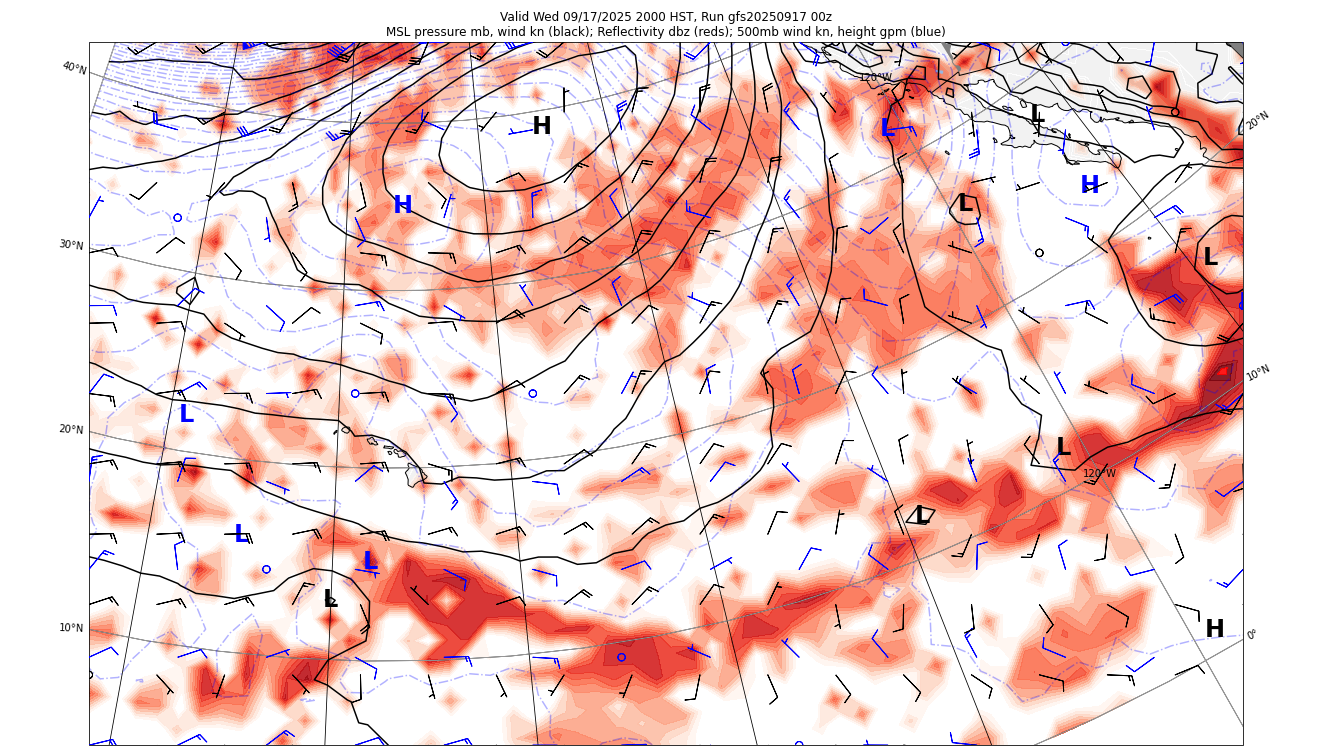 Valid Wed 09/17/2025 2000 HST, Run gfs20250917 00z
MSL pressure mb, wind kn (black); Reflectivity dbz (reds); 500mb wind kn, height gpm (blue)
40°N
120°W
L
20°N
H
L
H
H
L
30°N
L
10°N
L
20°N
L
120°W
L
L
L
L
10°N
H
0°